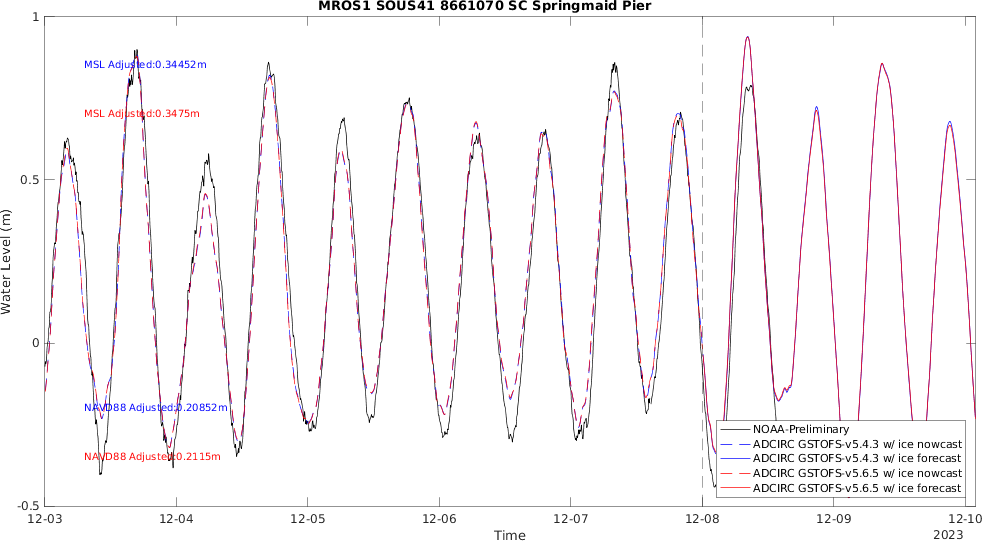 MROS1 SOUS41 8661070 SC Springmaid Pier
1
0.5
0
-0.5
Water Level (m)
MSL Adjusted:0.34452m
MSL Adjusted:0.3475m
NAVD88 Adjusted:0.20852m
NAVD88 Adjusted:0.2115m
NOAA-Preliminary
ADCIRC GSTOFS-v5.4.3 w/ ice nowcast
ADCIRC GSTOFS-v5.4.3 w/ ice forecast
ADCIRC GSTOFS-v5.6.5 w/ ice nowcast
ADCIRC GSTOFS-v5.6.5 w/ ice forecast
12-03 12-04 12-05 12-06 12-07 12-08 12-09 12-10
Time
2023